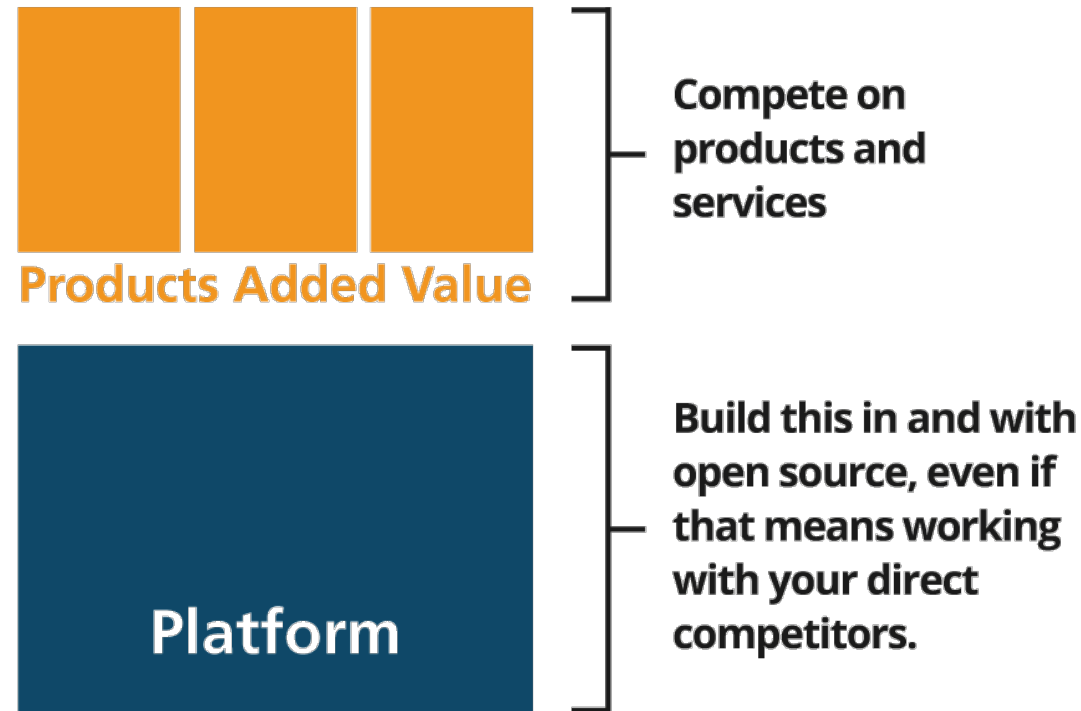 Compete on
products and
services
Products Added Value
Build this in and with
open source, even if
that means working
with your direct
competitors.
Platform